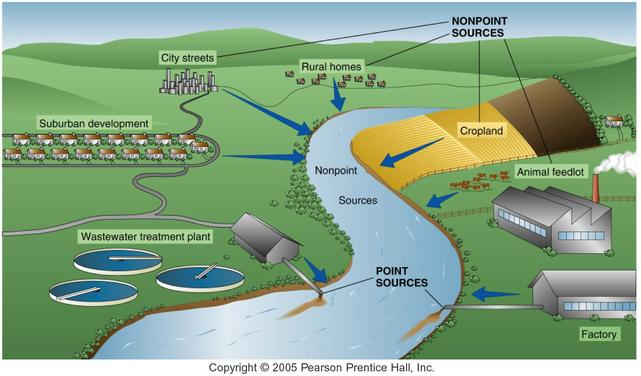 NONPOINT
SOURCES
City streets
Rural homes
Suburban development
Cropland
Nonpoint
Sources
Animal feedlot
Wastewater treatment plant
POINT
SOURCES
Factory
Copyright © 2005 Pearson Prentice Hall, Inc.